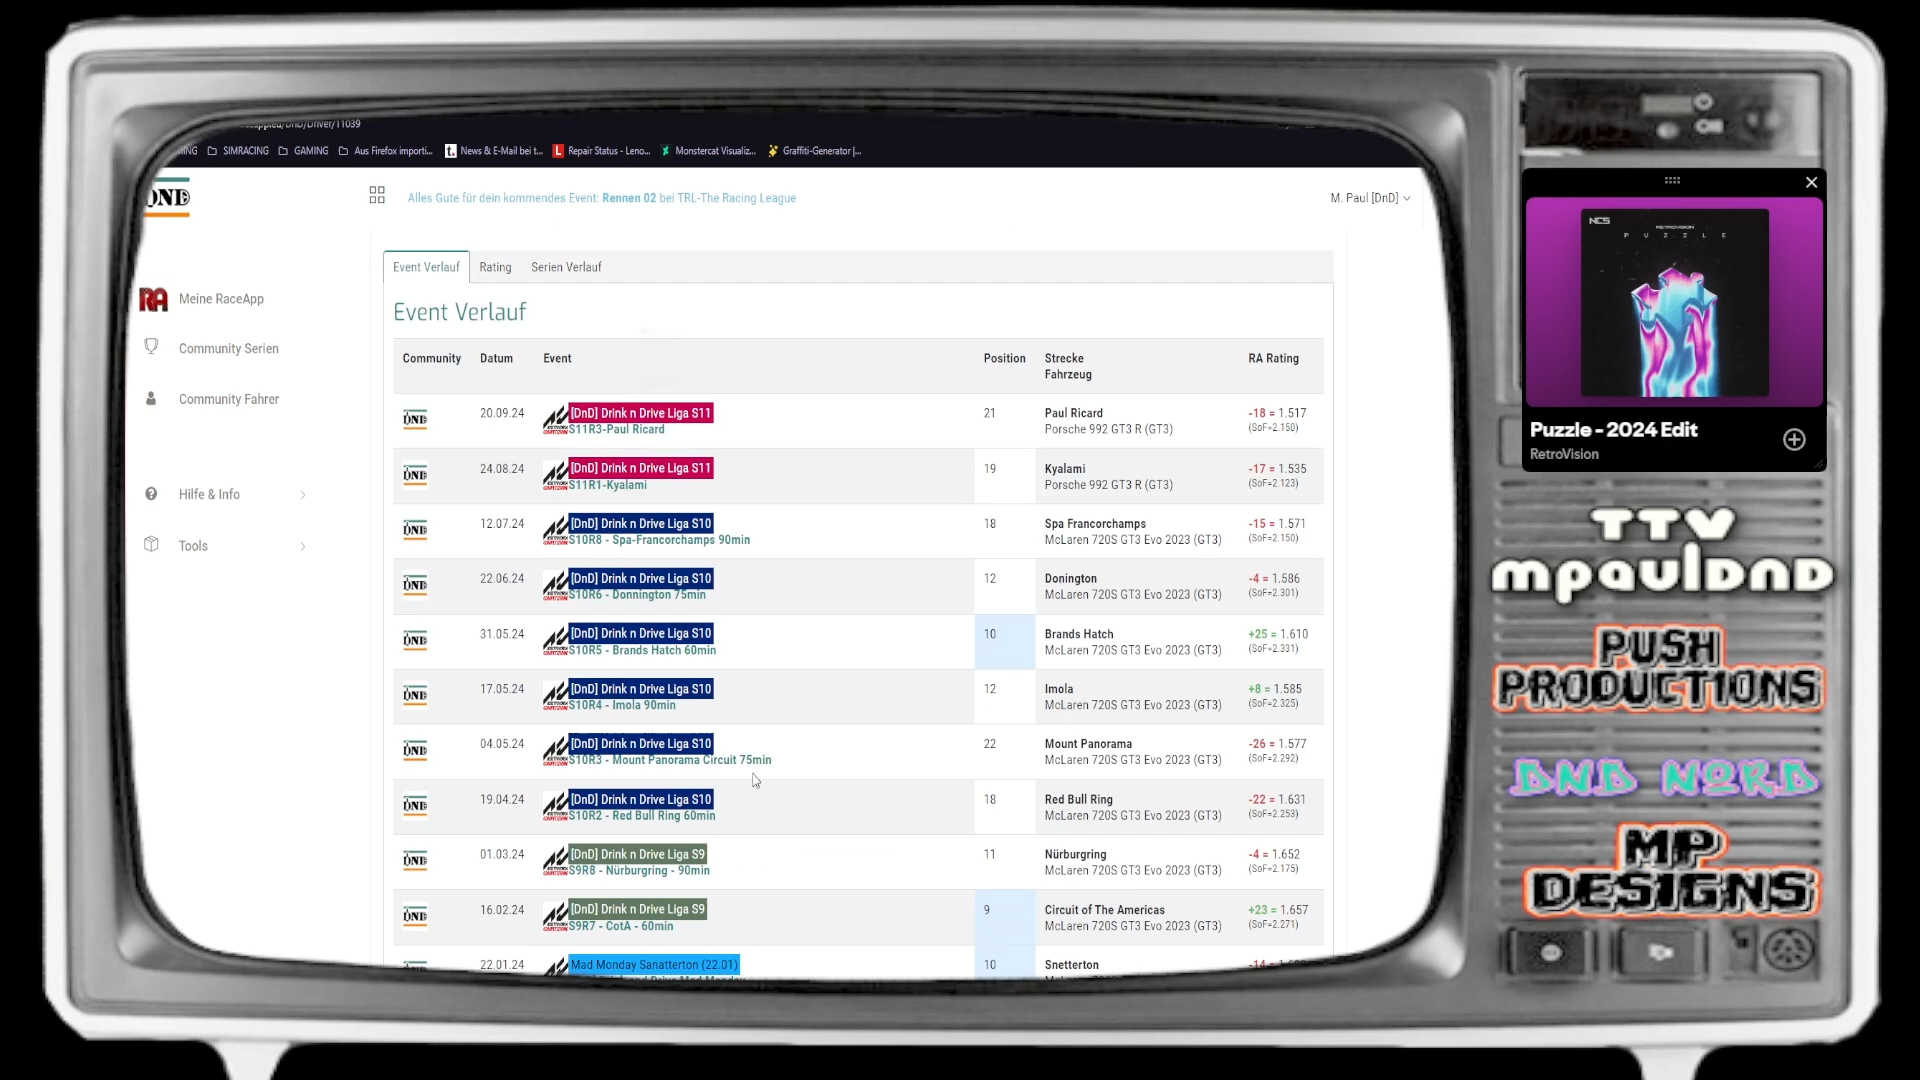 SIMRACING
GAMING
Aus Firefox importi...
News & E-Mail bei t...
Repair Status - Leno...
Monstercat Visualiz...
Graffiti-Generator |...
DND
Alles Gute für dein kommendes Event: Rennen 02 bei TRL-The Racing League
M. Paul [DnD]
RA Meine RaceApp
Community Serien
Community Fahrer
Hilfe & Info
Tools
Event Verlauf Rating Serien Verlauf
Event Verlauf
Community Datum Event Position Strecke RA Rating
Fahrzeug
DND 20.09.24 [DnD] Drink n Drive Liga S11 21 Paul Ricard -18 = 1.517
S11R3-Paul Ricard Porsche 992 GT3 R (GT3) (SoF=2.150)
DND 24.08.24 [DnD] Drink n Drive Liga S11 19 Kyalami -17 = 1.535
S11R1-Kyalami Porsche 992 GT3 R (GT3) (SoF=2.123)
DND 12.07.24 [DnD] Drink n Drive Liga S10 18 Spa Francorchamps -15 = 1.571
S10R8 - Spa-Francorchamps 90min McLaren 720S GT3 Evo 2023 (GT3) (SoF=2.150)
DND 22.06.24 [DnD] Drink n Drive Liga S10 12 Donington -4 = 1.586
S10R6 - Donnington 75min McLaren 720S GT3 Evo 2023 (GT3) (SoF=2.301)
DND 31.05.24 [DnD] Drink n Drive Liga S10 10 Brands Hatch +25 = 1.610
S10R5 - Brands Hatch 60min McLaren 720S GT3 Evo 2023 (GT3) (SoF=2.331)
DND 17.05.24 [DnD] Drink n Drive Liga S10 12 Imola +8 = 1.585
S10R4 - Imola 90min McLaren 720S GT3 Evo 2023 (GT3) (SoF=2.325)
DND 04.05.24 [DnD] Drink n Drive Liga S10 22 Mount Panorama -26 = 1.577
S10R3 - Mount Panorama Circuit 75min McLaren 720S GT3 Evo 2023 (GT3) (SoF=2.292)
DND 19.04.24 [DnD] Drink n Drive Liga S10 18 Red Bull Ring -22 = 1.631
S10R2 - Red Bull Ring 60min McLaren 720S GT3 Evo 2023 (GT3) (SoF=2.253)
DND 01.03.24 [DnD] Drink n Drive Liga S9 11 Nürburgring -4 = 1.652
S9R8 - Nürburgring - 90min McLaren 720S GT3 Evo 2023 (GT3) (SoF=2.175)
DND 16.02.24 [DnD] Drink n Drive Liga S9 9 Circuit of The Americas +23 = 1.657
S9R7 - CotA - 60min McLaren 720S GT3 Evo 2023 (GT3) (SoF=2.271)
22.01.24 Mad Monday Sanatterton (22.01) 10 Snetterton
NCS
RETROVISION
PUZZLE
Puzzle - 2024 Edit
RetroVision
TTV
mpaulDND
PUSH
PRODUCTIONS
DND NORD
MP
DESIGNS